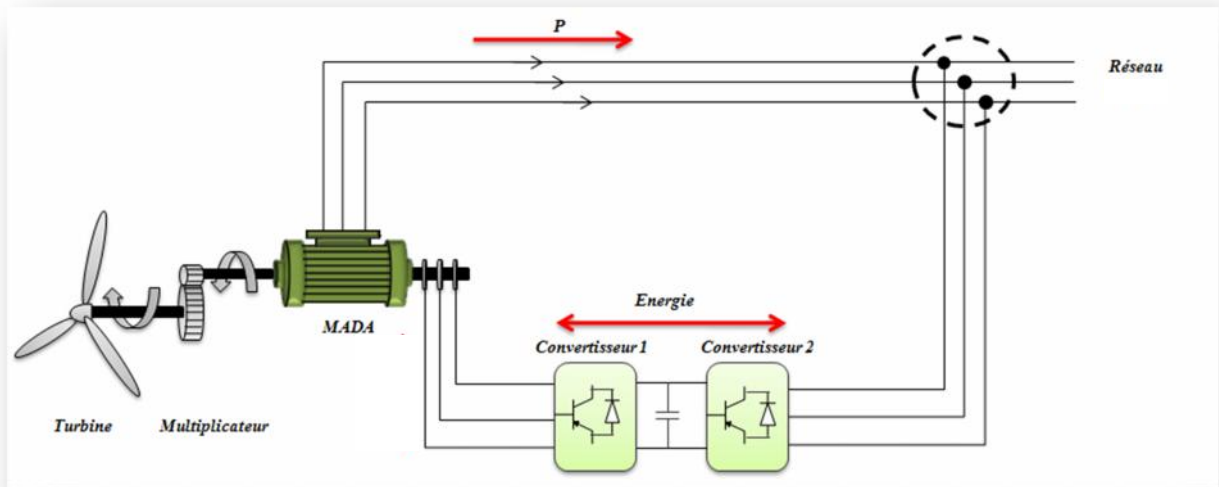 P
Réseau
MADA
Energie
Convertisseur 1
Convertisseur 2
Turbine
Multiplicateur